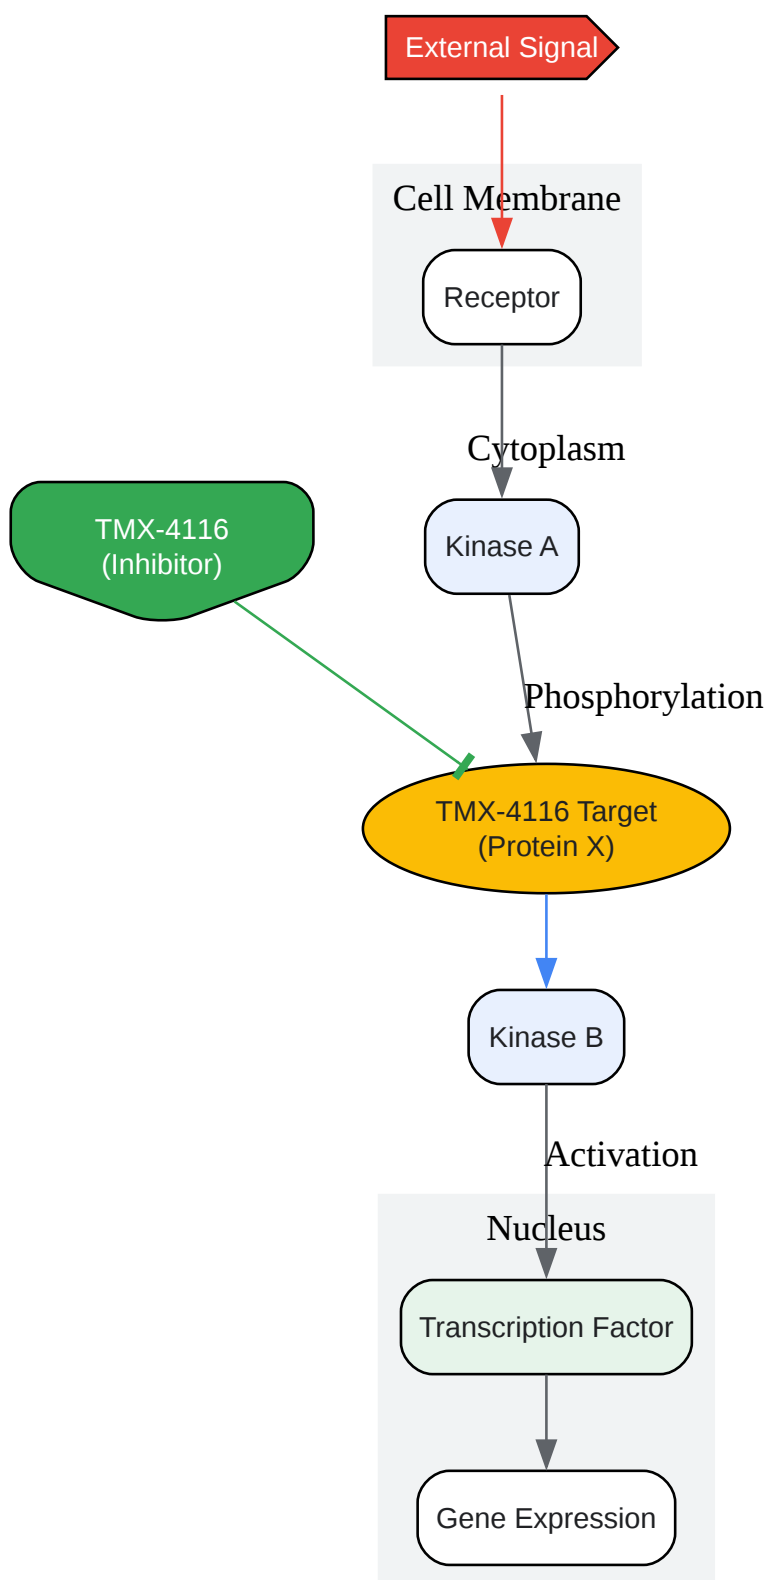 External Signal
Cell Membrane
Receptor
Cytoplasm
TMX-4116
(Inhibitor)
Kinase A
Phosphorylation
TMX-4116 Target
(Protein X)
Kinase B
Activation
Nucleus
Transcription Factor
Gene Expression